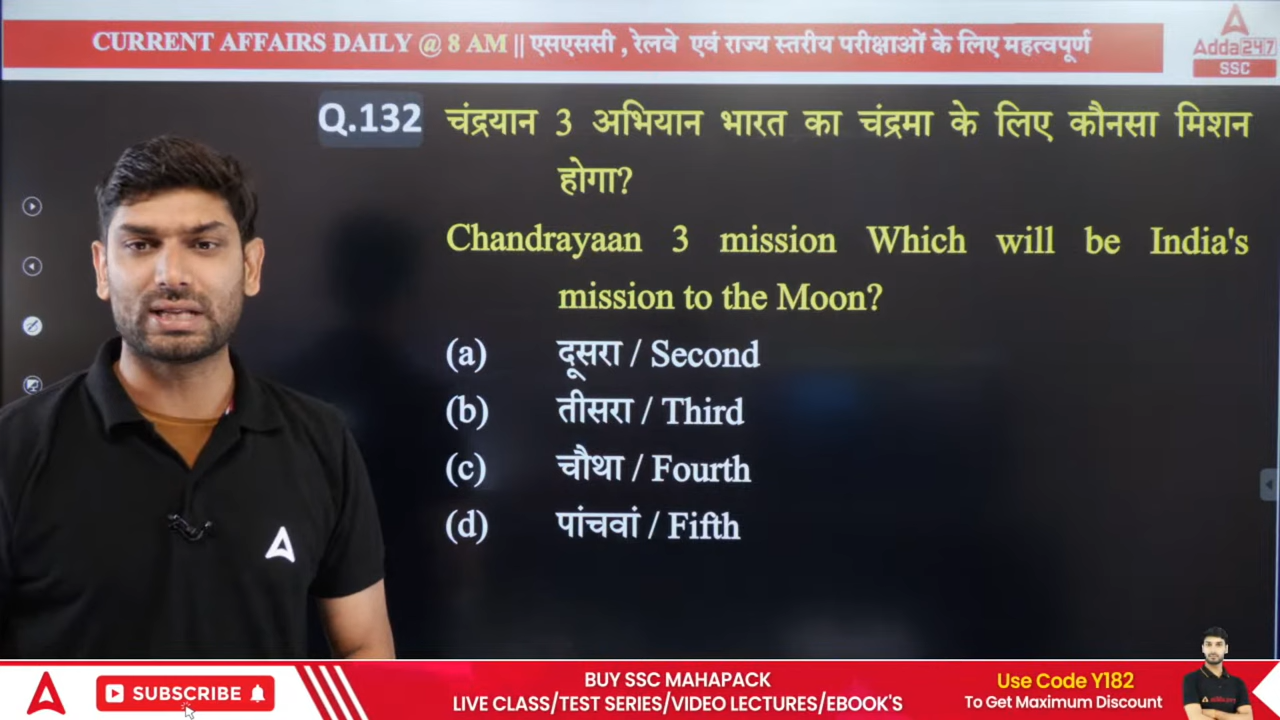 CURRENT AFFAIRS DAILY @ 8 AM || एसएससी , रेलवे एवं राज्य स्तरीय परीक्षाओं के लिए महत्वपूर्ण
Adda 24|7
SSC
Q.132 चंद्रयान 3 अभियान भारत का चंद्रमा के लिए कौनसा मिशन
होगा?
Chandrayaan 3 mission Which will be India's
mission to the Moon?
(a) दूसरा / Second
(b) तीसरा / Third
(c) चौथा / Fourth
(d) पांचवां / Fifth
SUBSCRIBE
BUY SSC MAHAPACK
LIVE CLASS/TEST SERIES/VIDEO LECTURES/EBOOK'S
Use Code Y182
To Get Maximum Discount